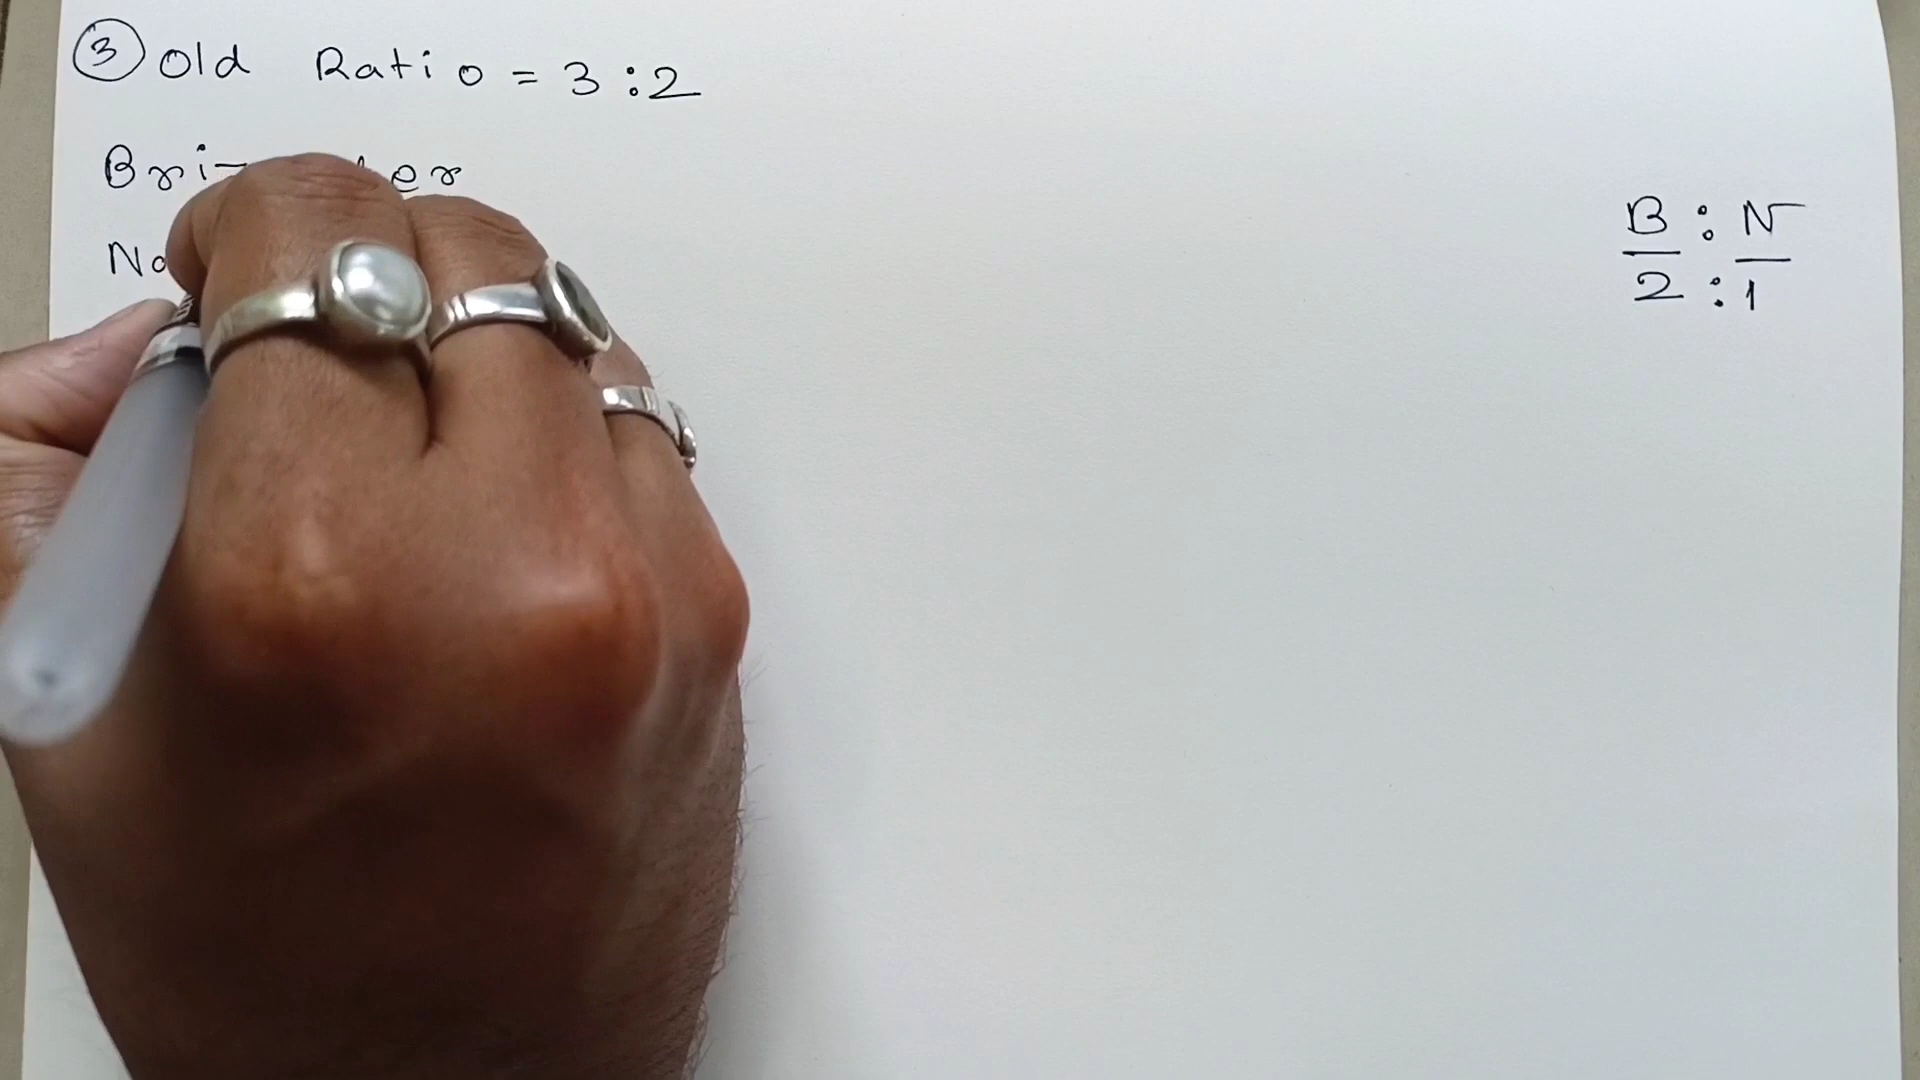 ③ Old Ratio = 3 : 2
B : N
2 : 1